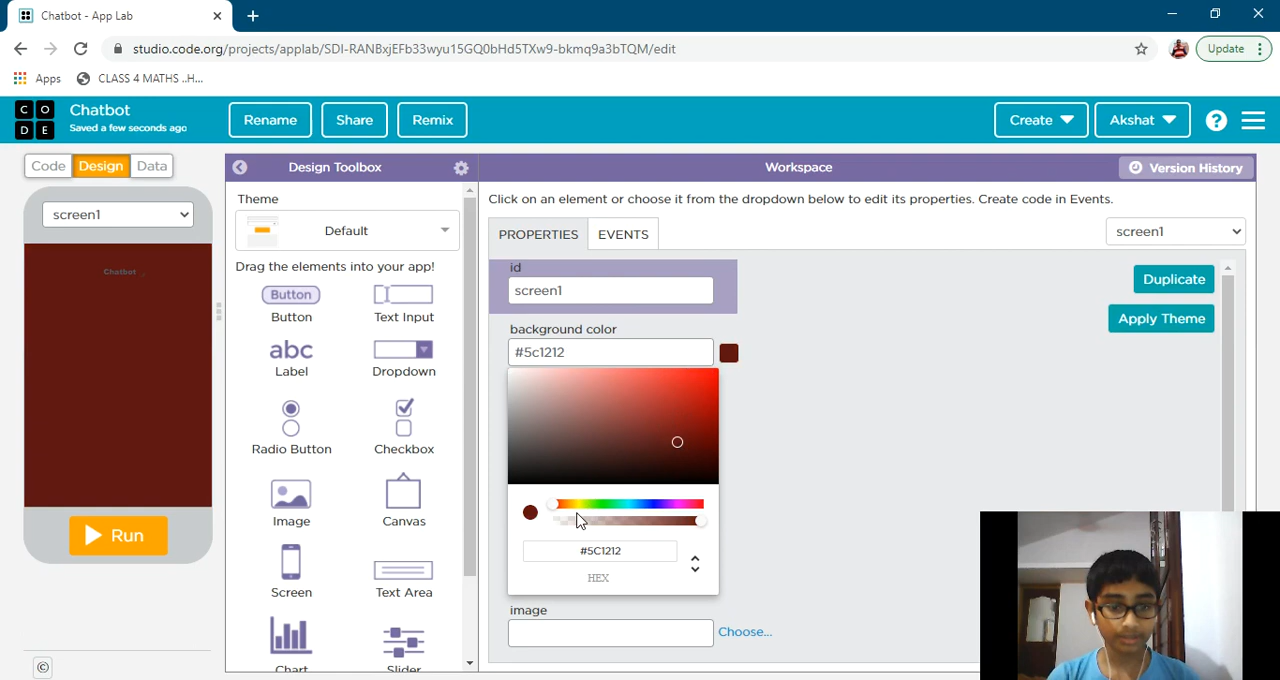 Chatbot - App Lab
studio.code.org/projects/applab/SDI-RANBxjEFb33wyu15GQ0bHd5TXw9-bkmq9a3bTQM/edit
Update
Apps
CLASS 4 MATHS ..H...
C O
D E
Chatbot
Saved a few seconds ago
Rename
Share
Remix
Create
Akshat
?
Code
Design
Data
Design Toolbox
Workspace
Version History
screen1
Chatbot
Run
©
Theme
Default
Drag the elements into your app!
Button
Button
Text Input
abc
Label
Dropdown
Radio Button
Checkbox
Image
Canvas
Screen
Text Area
Chart
Slider
Click on an element or choose it from the dropdown below to edit its properties. Create code in Events.
PROPERTIES
EVENTS
screen1
id
screen1
Duplicate
Apply Theme
background color
#5c1212
#5C1212
HEX
image
Choose...